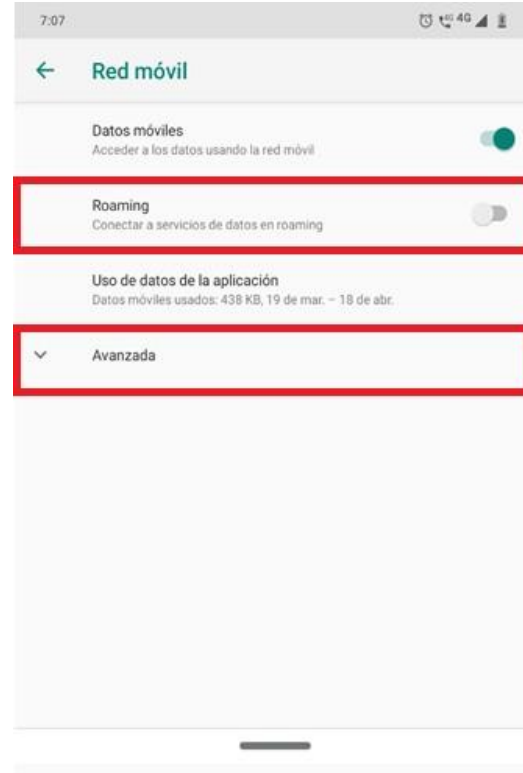 7:07
4G 4G
Red móvil
Datos móviles
Acceder a los datos usando la red móvil
Roaming
Conectar a servicios de datos en roaming
Uso de datos de la aplicación
Datos móviles usados: 438 KB, 19 de mar. – 18 de abr.
Avanzada